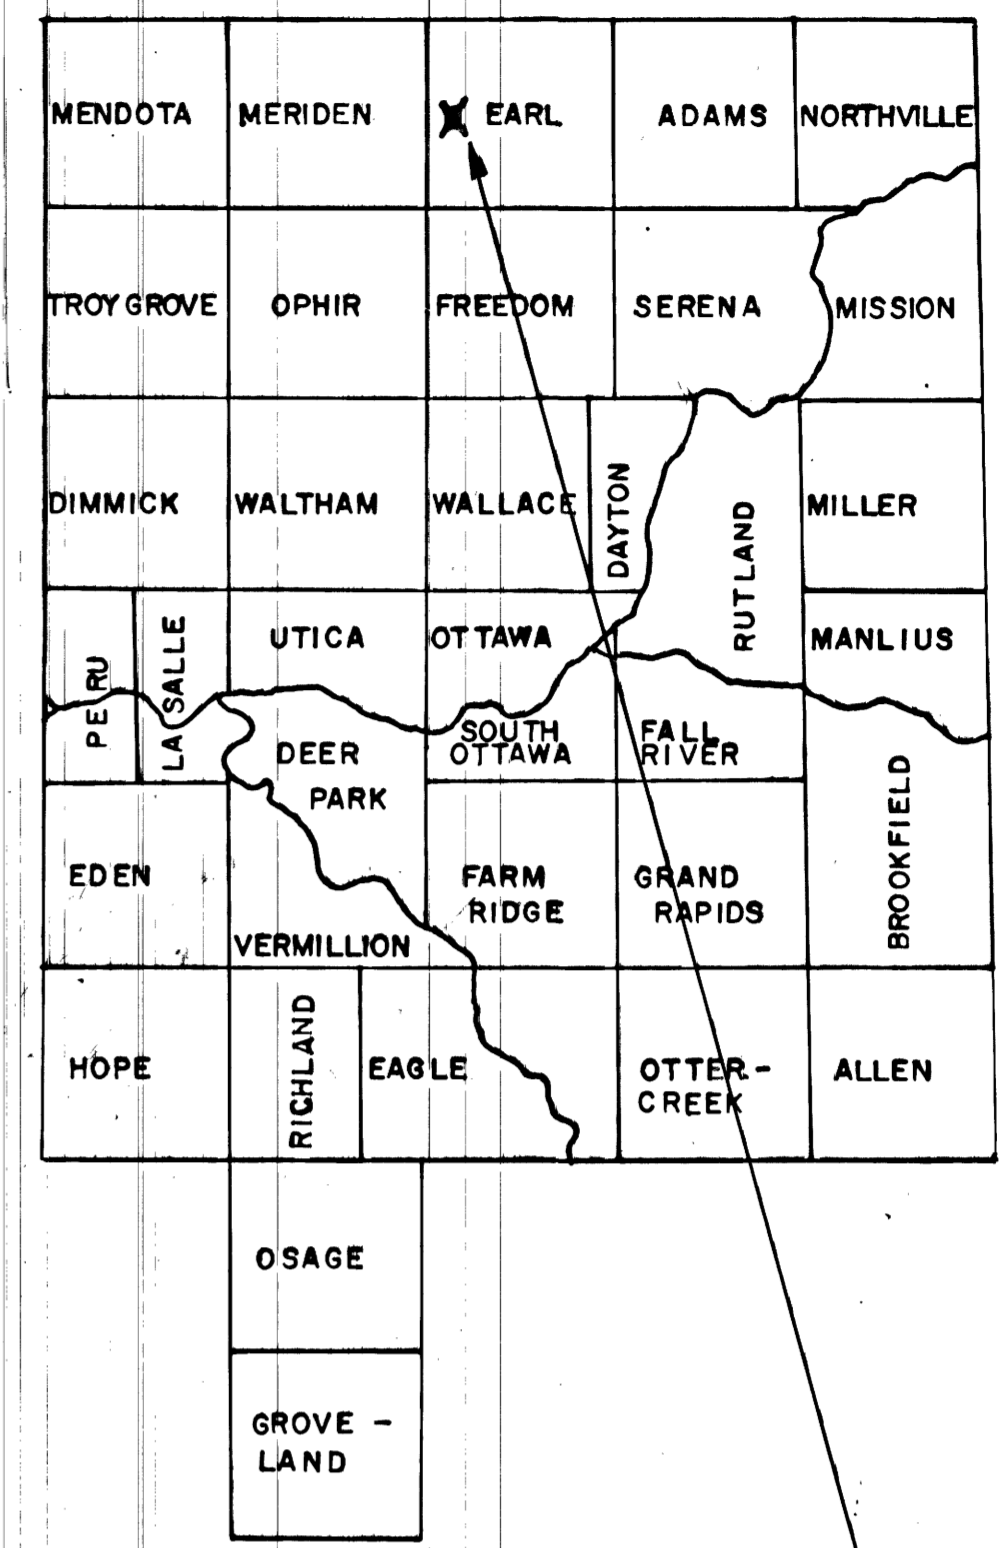 MENDOTA
MERIDEN
EARL
ADAMS
NORTHVILLE
TROY GROVE
OPHIR
FREEDOM
SERENA
MISSION
DIMMICK
WALTHAM
WALLACE
DAYTON
RUTLAND
MILLER
PERU
LA SALLE
UTICA
OTTAWA
MANLIUS
DEER
PARK
SOUTH
OTTAWA
FALL
RIVER
BROOKFIELD
EDEN
VERMILLION
FARM
RIDGE
GRAND
RAPIDS
HOPE
RICHLAND
EAGLE
OTTER-
CREEK
ALLEN
OSAGE
GROVE -
LAND